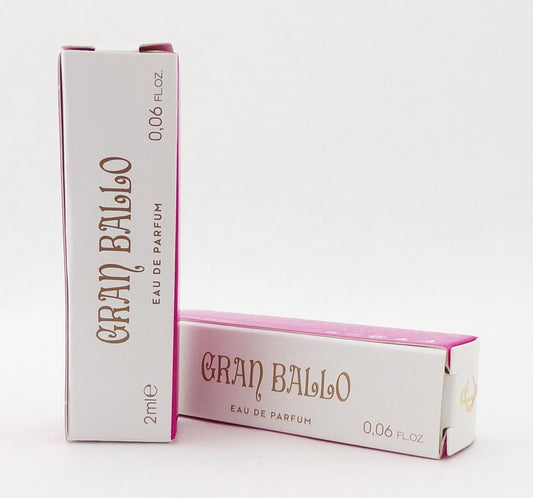 GRAN BALLO
EAU DE PARFUM
2ml℮
0,06 FL.OZ.
GRAN BALLO
EAU DE PARFUM
0,06 FL.OZ.